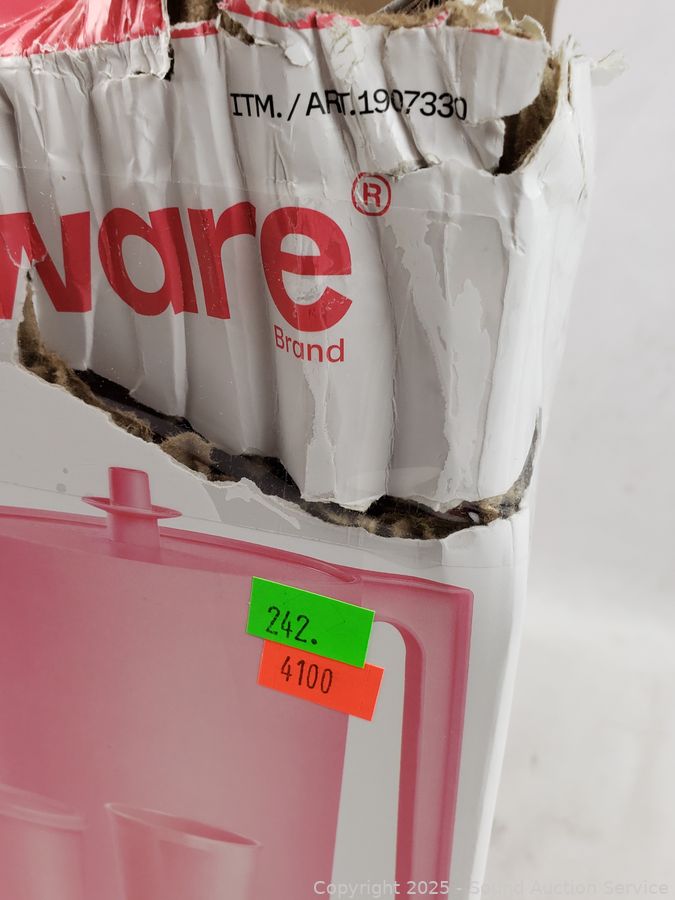 ITM. / ART. 1907330
ware®
Brand
242.
4100
Copyright 2025 - Sound Auction Service